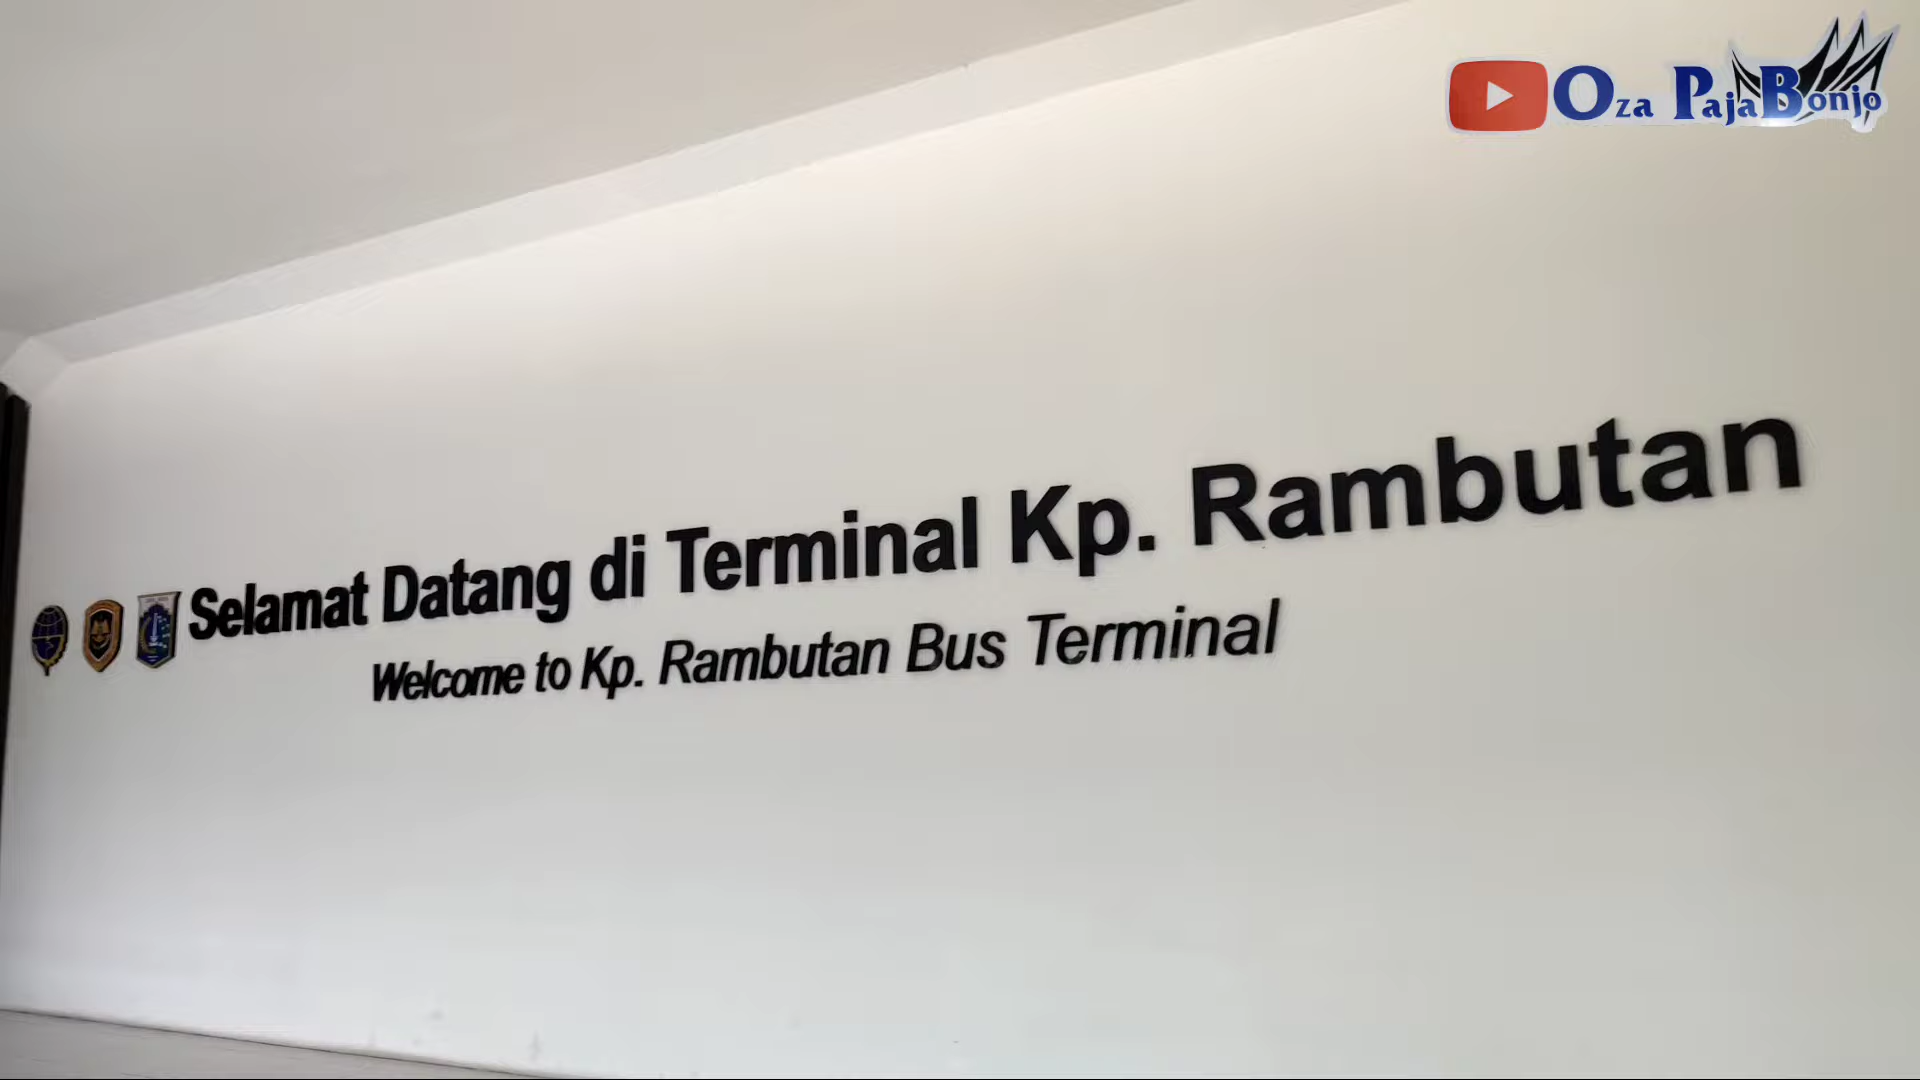 Oza PajaBonjo
Selamat Datang di Terminal Kp. Rambutan
Welcome to Kp. Rambutan Bus Terminal